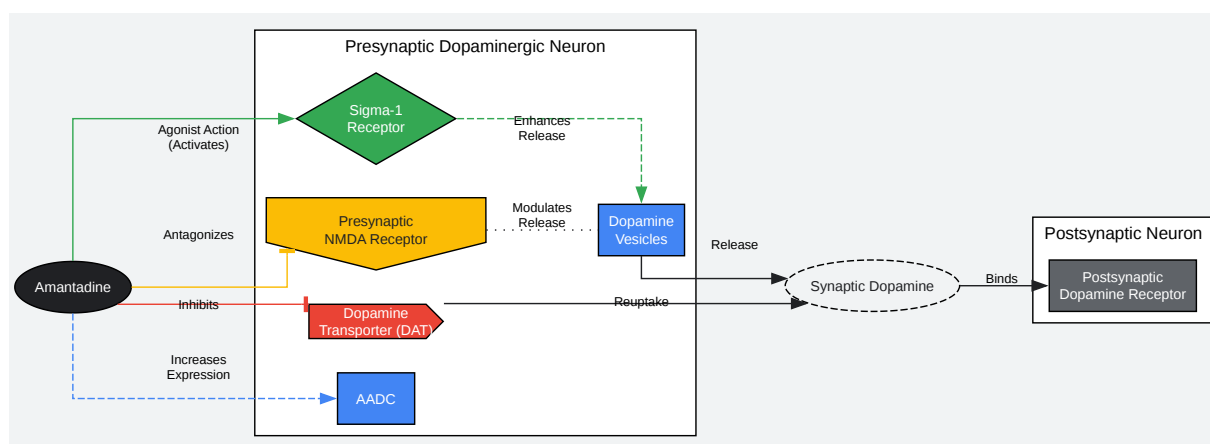 Presynaptic Dopaminergic Neuron
Sigma-1
Receptor
Agonist Action
(Activates)
Enhances
Release
Presynaptic
NMDA Receptor
Antagonizes
Modulates
Release
Dopamine
Vesicles
Release
Postsynaptic Neuron
Amantadine
Synaptic Dopamine
Binds
Postsynaptic
Dopamine Receptor
Inhibits
Dopamine
Transporter (DAT)
Reuptake
Increases
Expression
AADC